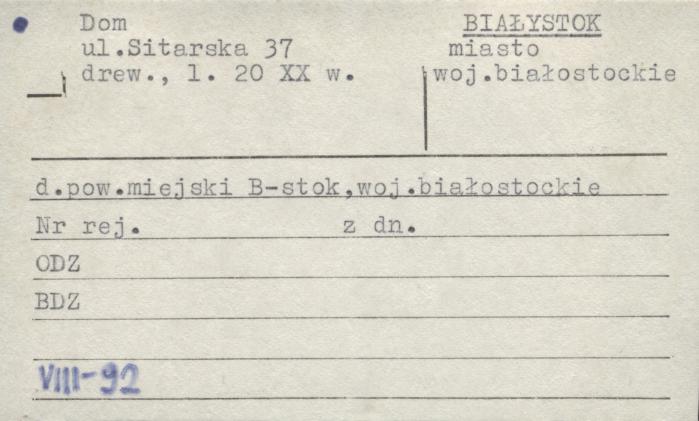 Dom
ul.Sitarska 37
drew., l. 20 XX w.
BIAŁYSTOK
miasto
woj.białostockie
d.pow.miejski B-stok,woj.białostockie
Nr rej. z dn.
ODZ
BDZ
VIII-92